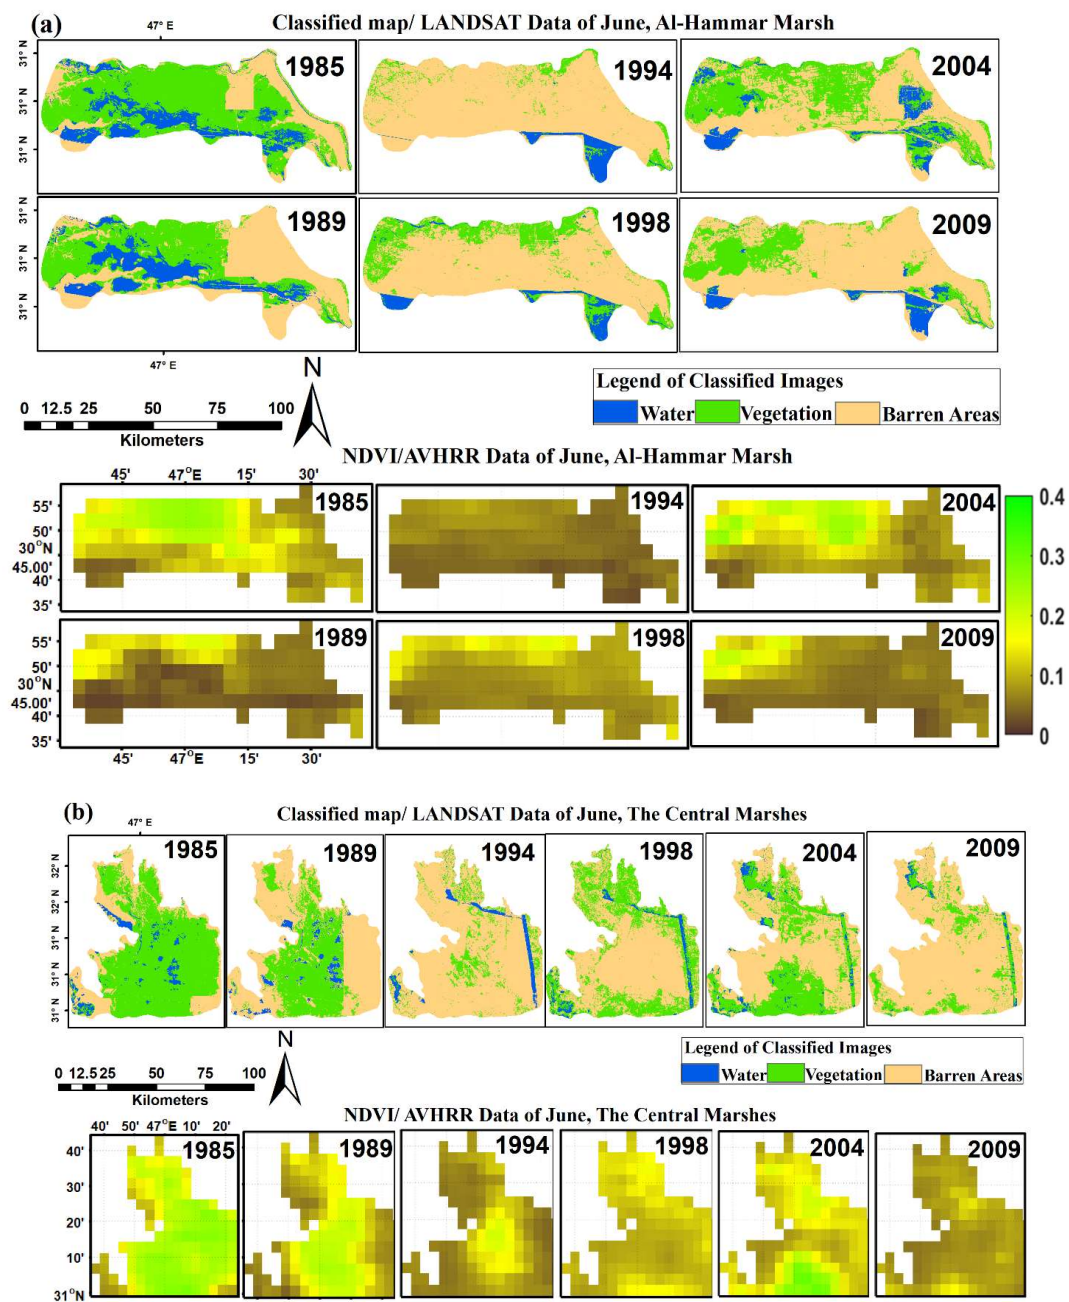 (a) Classified map/ LANDSAT Data of June, Al-Hammar Marsh
47° E
1985 1994 2004
31° N 31° N 31° N
1989 1998 2009
31° N 31° N 31° N
47° E
N
0 12.5 25 50 75 100
Kilometers
Legend of Classified Images
Water Vegetation Barren Areas
NDVI/AVHRR Data of June, Al-Hammar Marsh
45' 47°E 15' 30'
1985 1994 2004
55'
50'
30°N
45.00'
40'
35'
1989 1998 2009
55'
50'
30°N
45.00'
40'
35'
45' 47°E 15' 30'
0.4
0.3
0.2
0.1
0
(b) Classified map/ LANDSAT Data of June, The Central Marshes
47° E
1985 1989 1994 1998 2004 2009
32° N
32° N
31° N
31° N
31° N
N
0 12.5 25 50 75 100
Kilometers
Legend of Classified Images
Water Vegetation Barren Areas
NDVI/ AVHRR Data of June, The Central Marshes
40' 50' 47°E 10' 20'
1985 1989 1994 1998 2004 2009
40'
30'
20'
10'
31°N